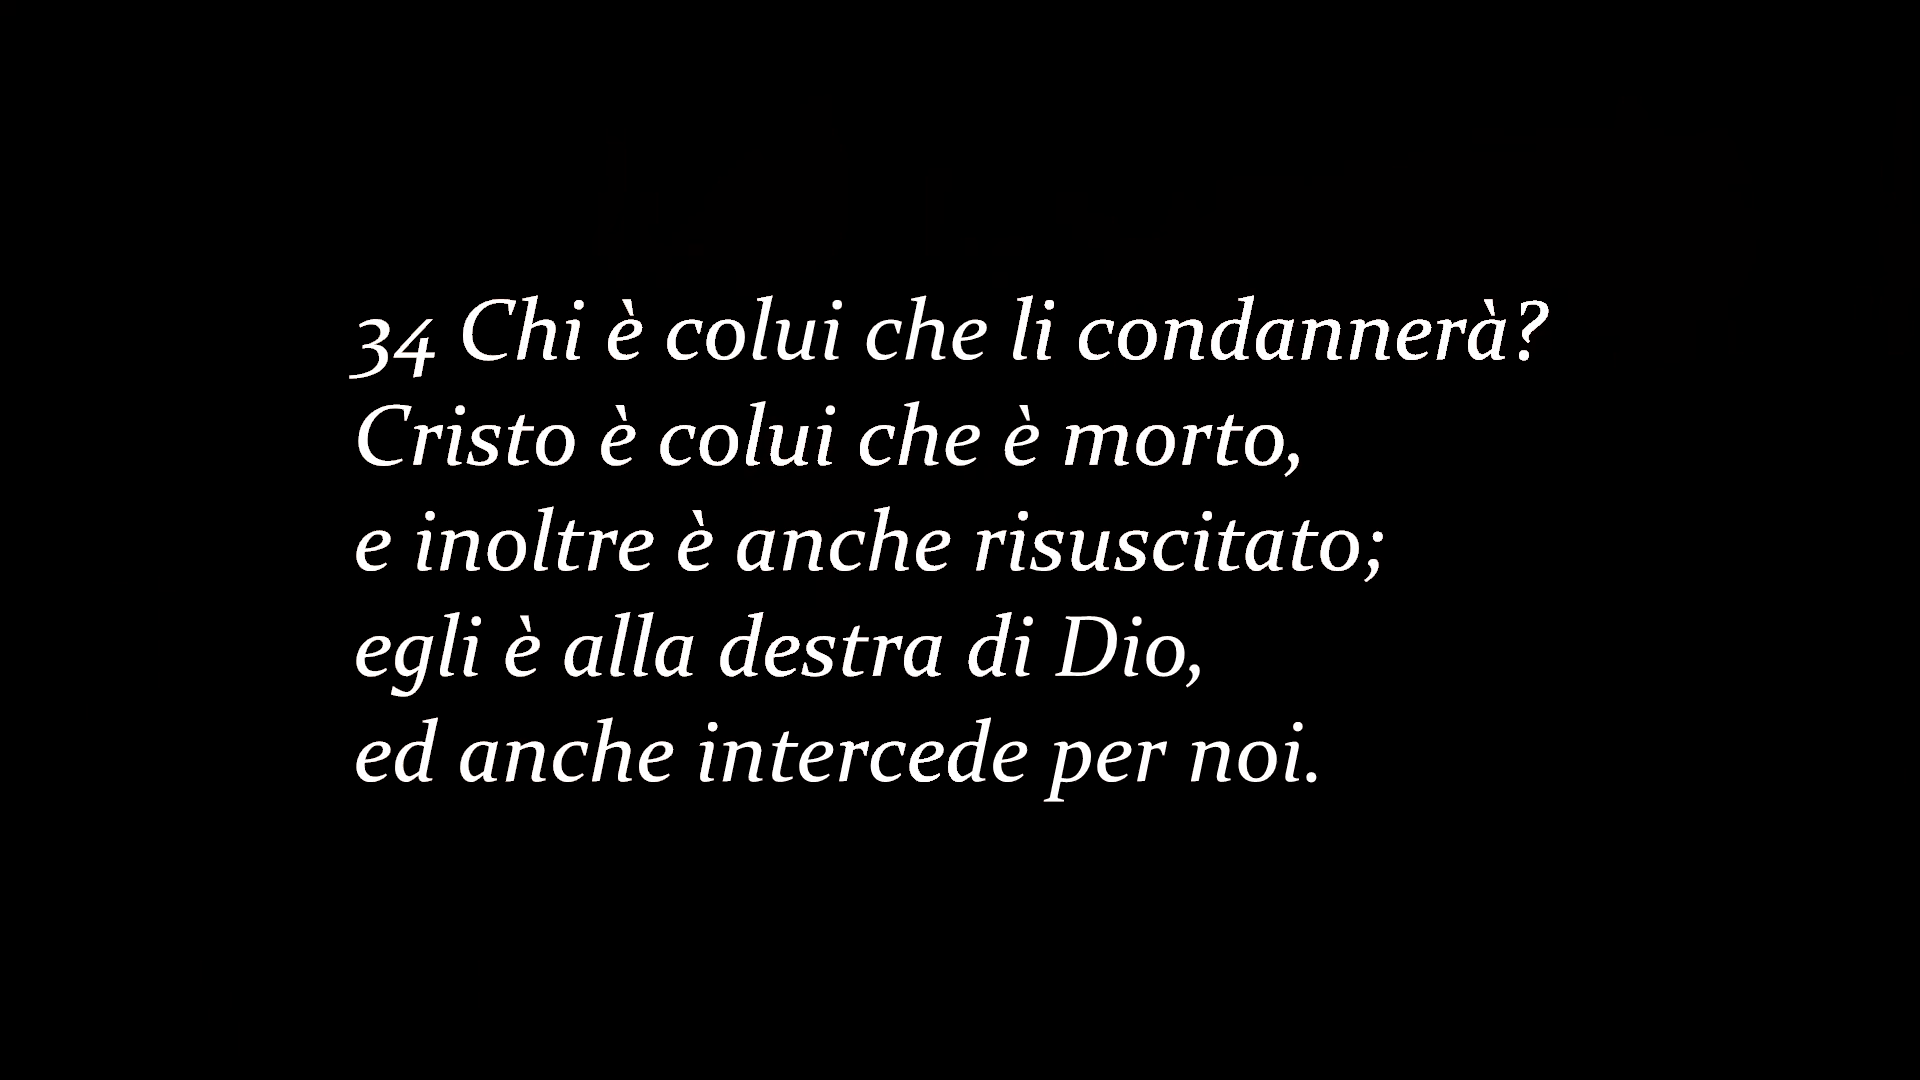 34 Chi è colui che li condannerà?
Cristo è colui che è morto,
e inoltre è anche risuscitato;
egli è alla destra di Dio,
ed anche intercede per noi.